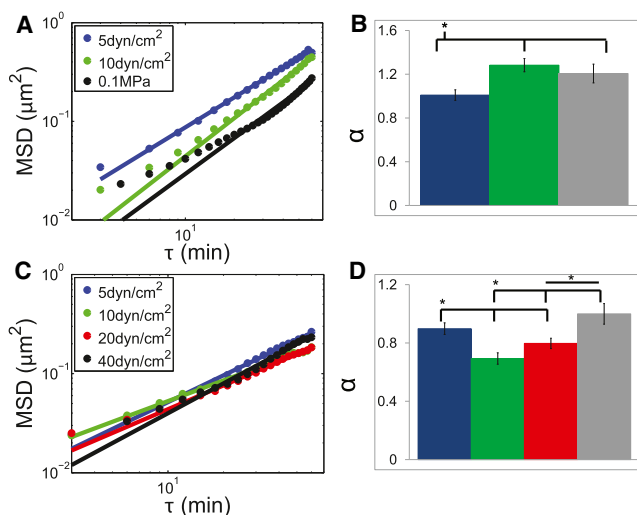 A
5dyn/cm²
10dyn/cm²
0.1MPa
MSD (μm²)
10⁰
10⁻¹
10⁻²
10¹
τ (min)
B
*
α
1.6
1.2
0.8
0.4
0
C
5dyn/cm²
10dyn/cm²
20dyn/cm²
40dyn/cm²
MSD (μm²)
10⁰
10⁻¹
10⁻²
10¹
τ (min)
D
*
*
*
α
1.2
0.8
0.4
0